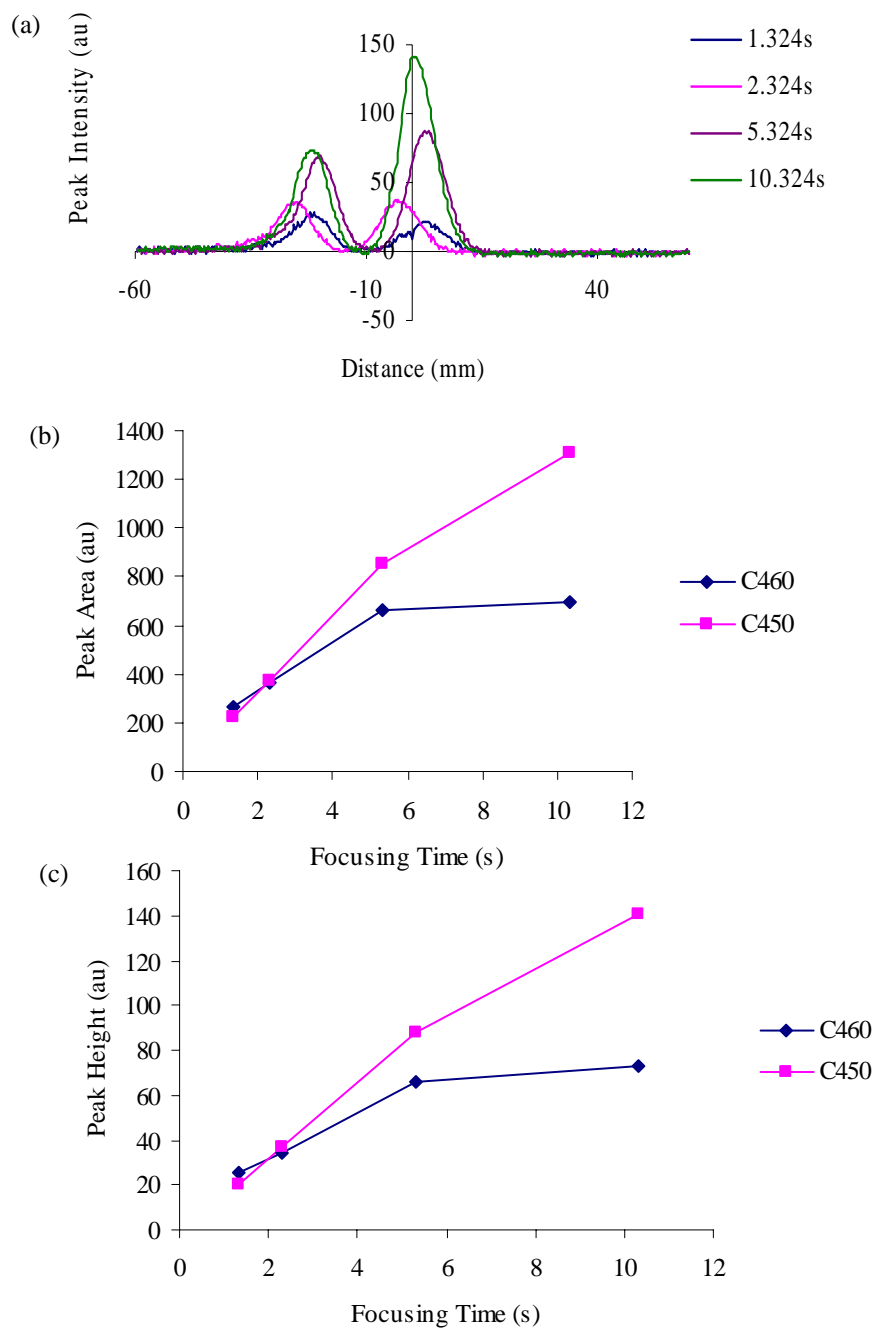 (a)
Peak Intensity (au)
150
100
50
0
-50
-60
-10
40
Distance (mm)
1.324s
2.324s
5.324s
10.324s
(b)
Peak Area (au)
1400
1200
1000
800
600
400
200
0
0 2 4 6 8 10 12
Focusing Time (s)
C460
C450
(c)
Peak Height (au)
160
140
120
100
80
60
40
20
0
0 2 4 6 8 10 12
Focusing Time (s)
C460
C450